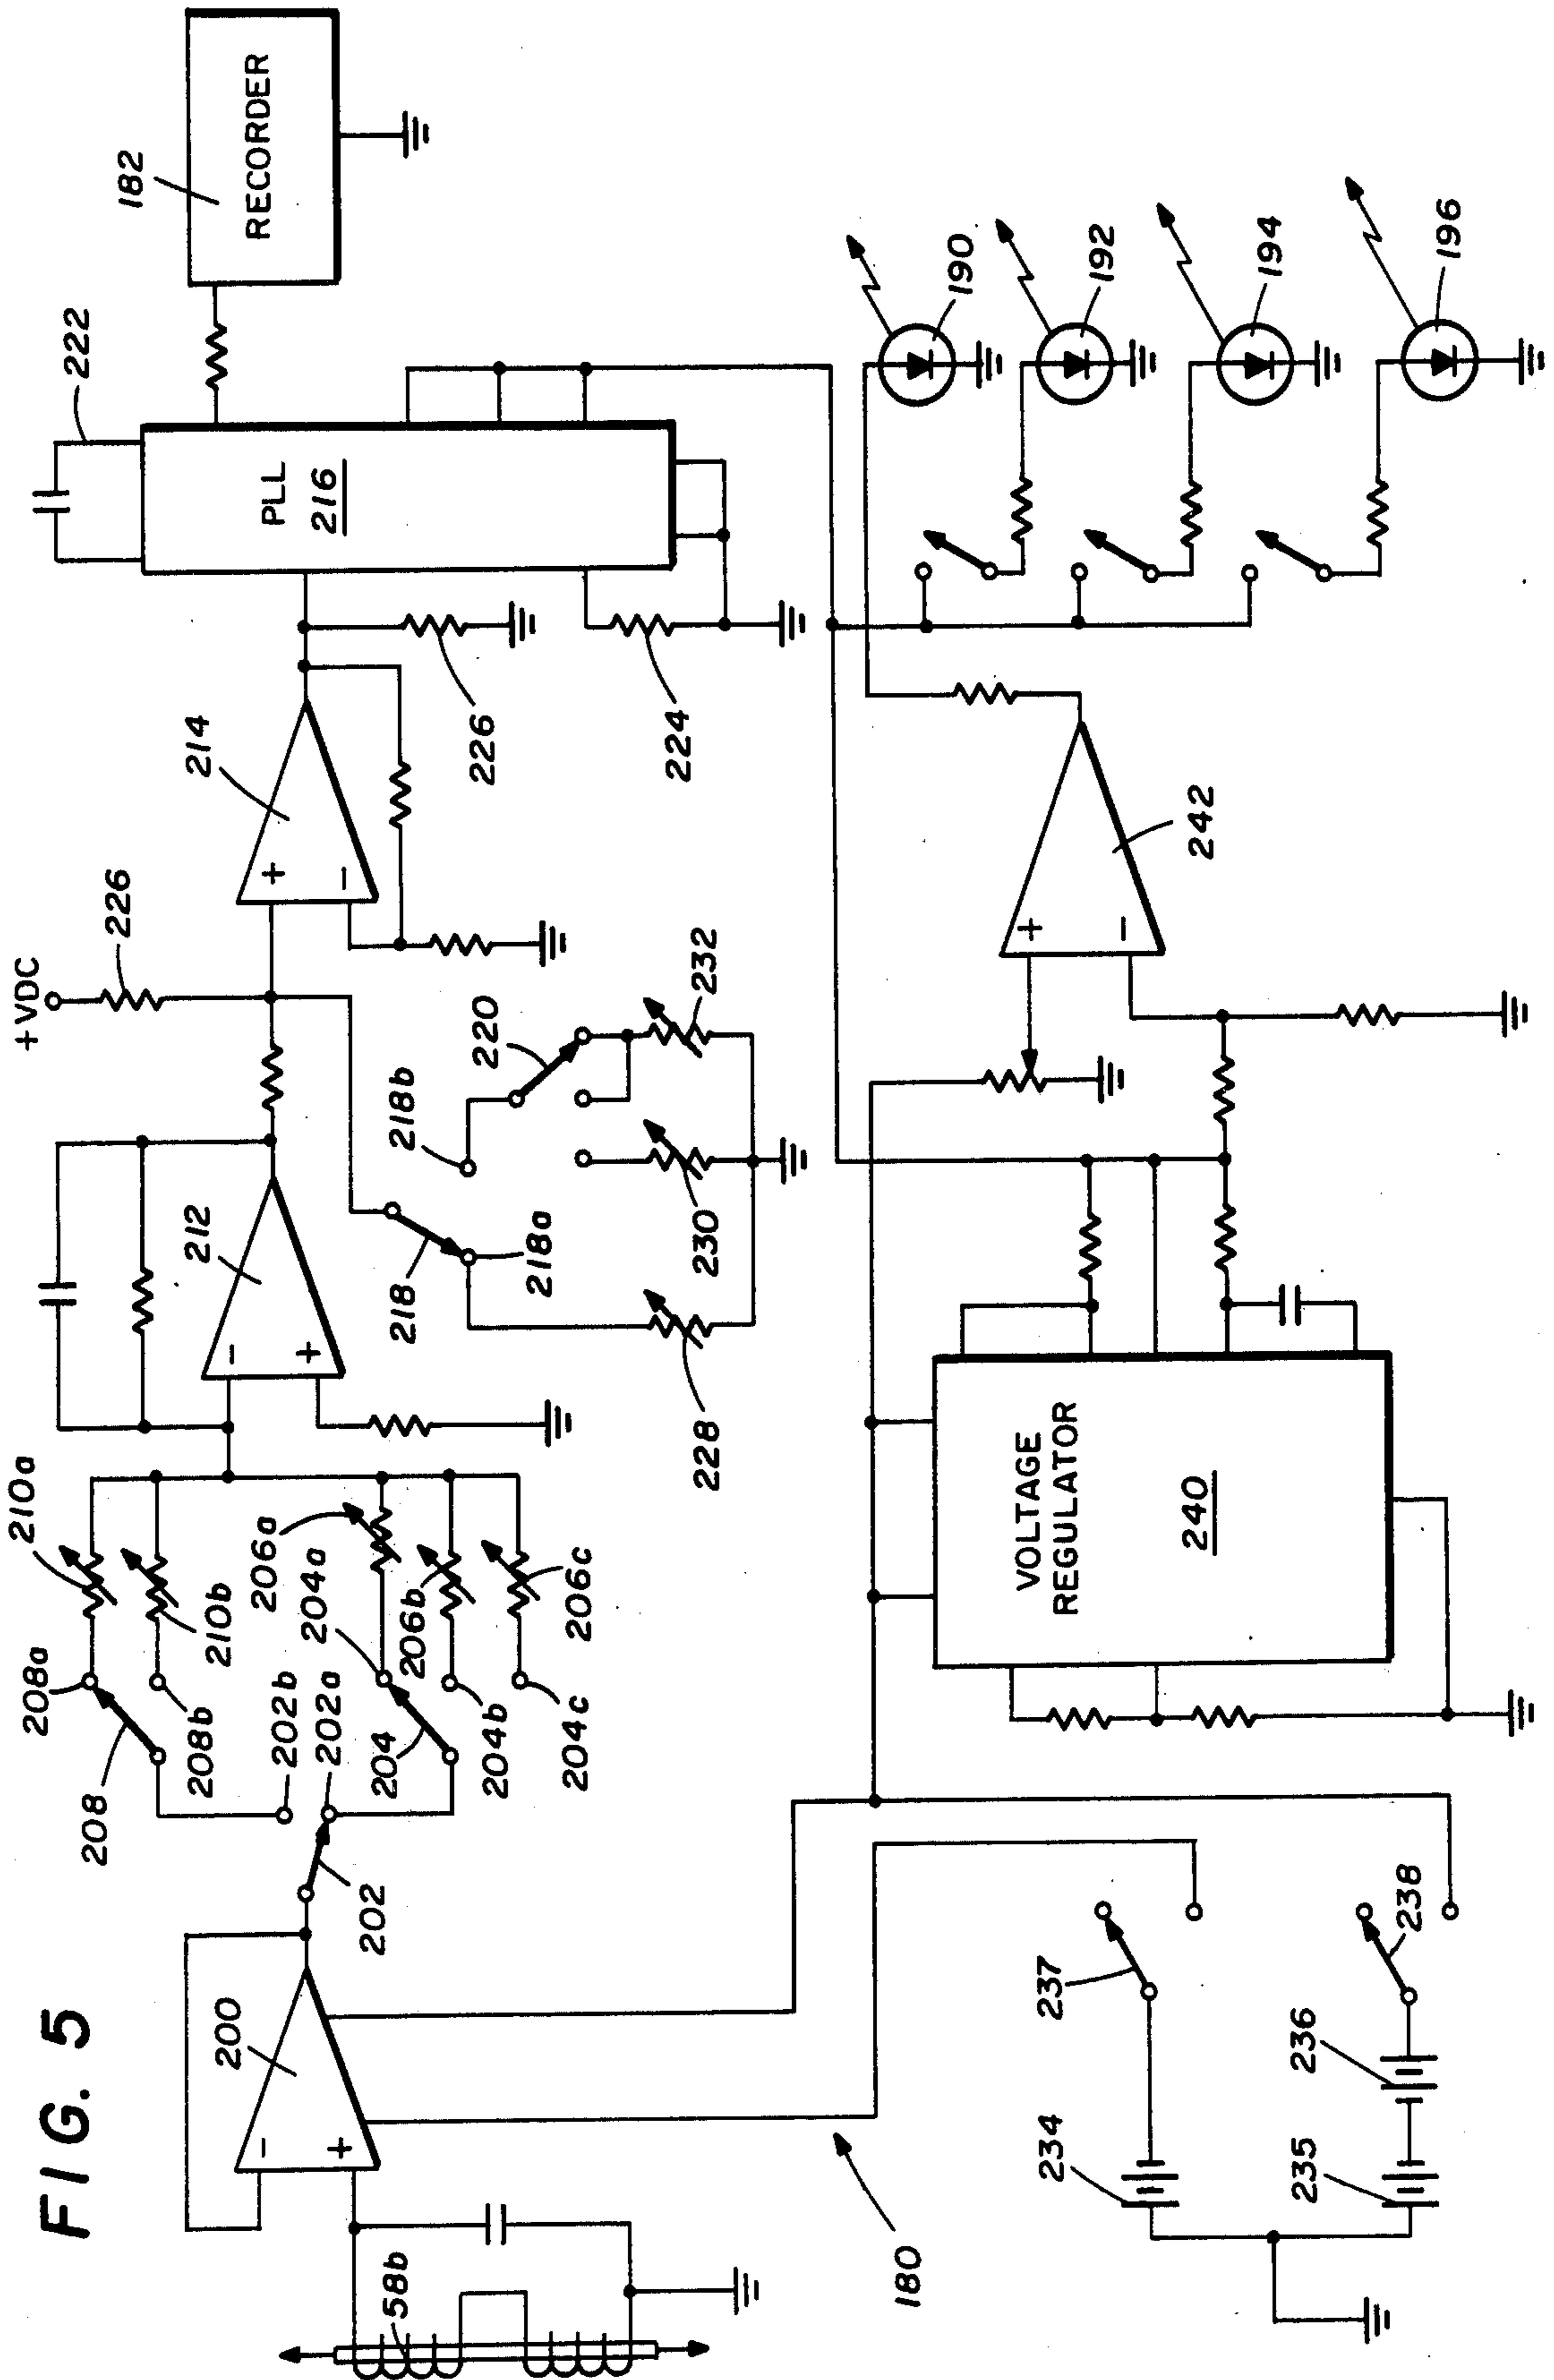 FIG. 5
58b
180
200
-
+
202
202a
202b
204
204a
204b
204c
206a
206b
206c
208
208a
208b
210a
210b
212
-
+
218
218a
218b
220
228
230
232
+VDC
226
214
+
-
226
224
222
PLL
216
182
RECORDER
234
235
236
237
238
VOLTAGE
REGULATOR
240
242
+
-
190
192
194
196